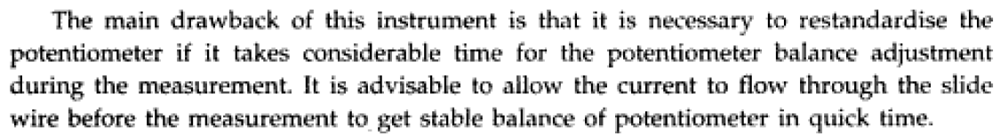 The main drawback of this instrument is that it is necessary to restandardise the
potentiometer if it takes considerable time for the potentiometer balance adjustment
during the measurement. It is advisable to allow the current to flow through the slide
wire before the measurement to get stable balance of potentiometer in quick time.